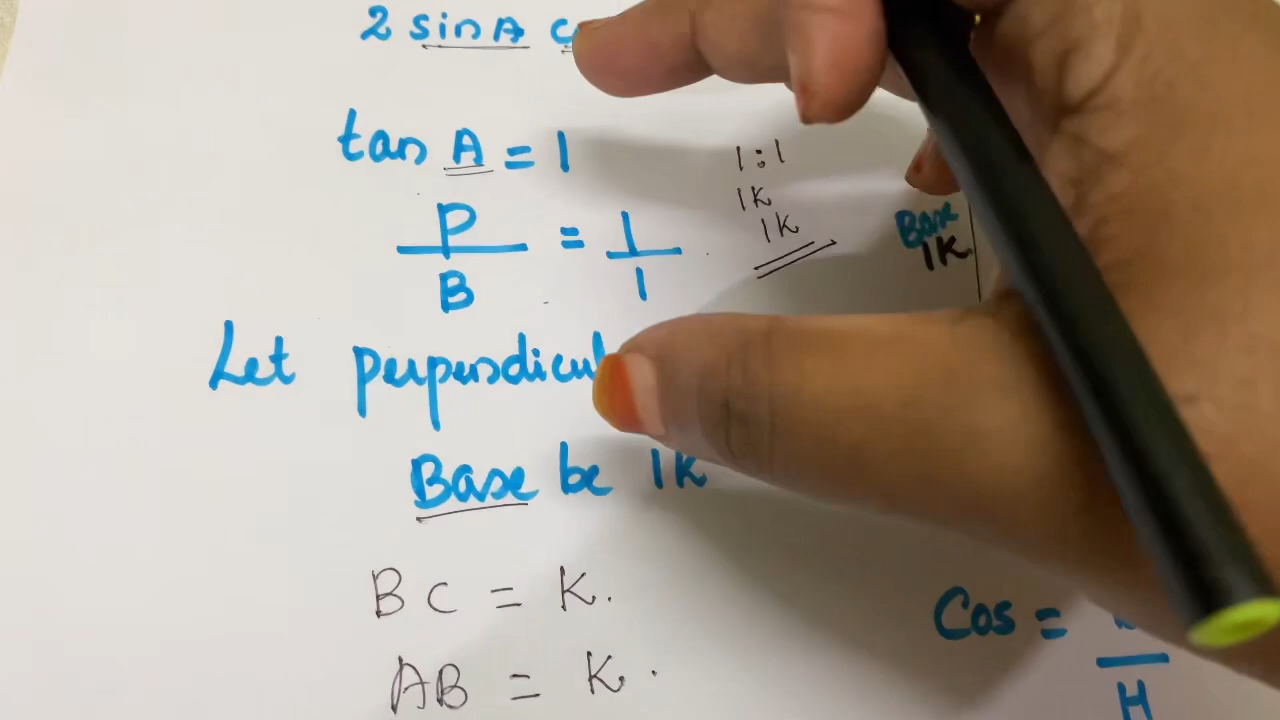 2 sin A
tan A = 1
1 : 1
1K
1K
P
B
=
1
1
Base
1K
Let
Base be 1K
BC = K.
AB = K.
Cos =
H